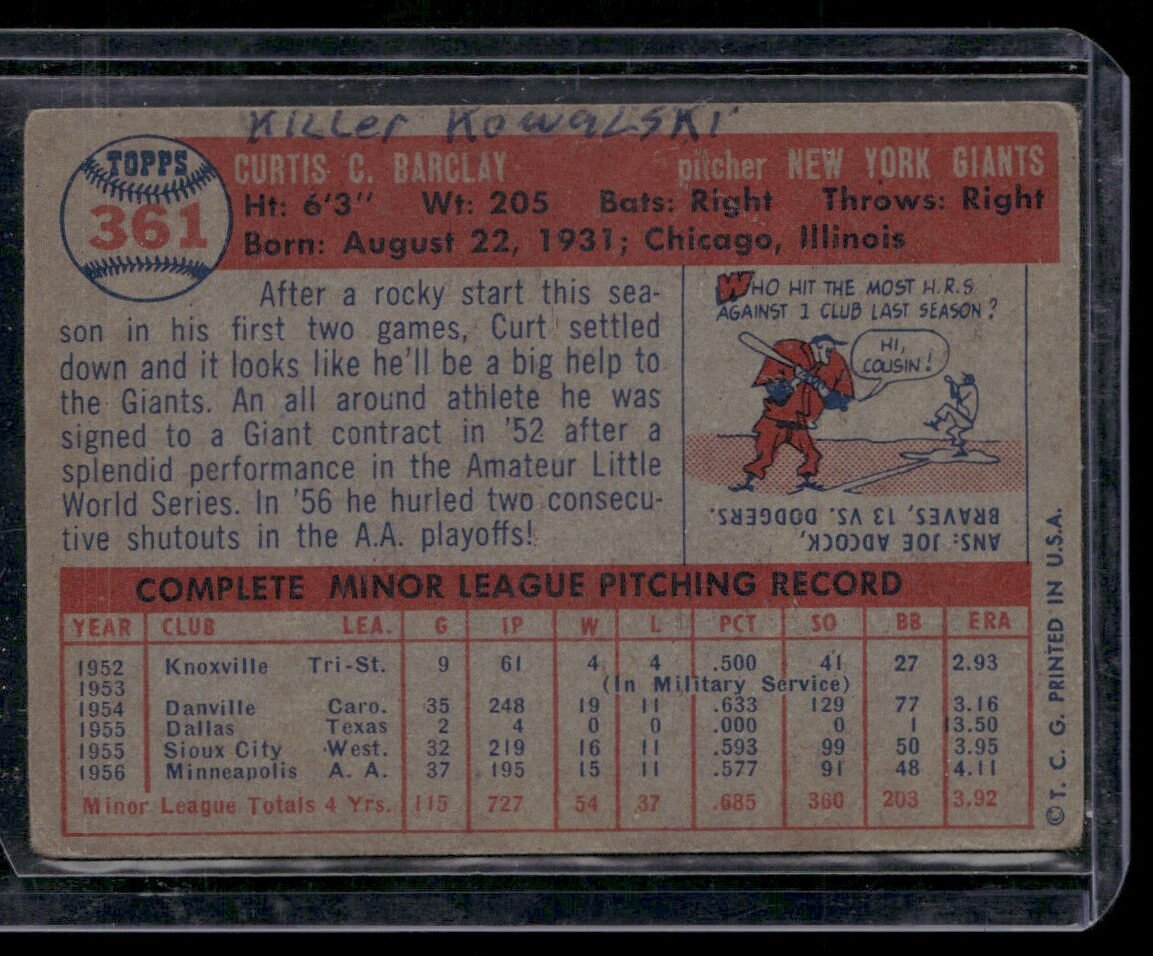 Killer Kowalski
TOPPS
361
CURTIS C. BARCLAY pitcher NEW YORK GIANTS
Ht: 6'3" Wt: 205 Bats: Right Throws: Right
Born: August 22, 1931; Chicago, Illinois
After a rocky start this sea-
son in his first two games, Curt settled
down and it looks like he'll be a big help to
the Giants. An all around athlete he was
signed to a Giant contract in '52 after a
splendid performance in the Amateur Little
World Series. In '56 he hurled two consecu-
tive shutouts in the A.A. playoffs!
WHO HIT THE MOST H.R.S.
AGAINST 1 CLUB LAST SEASON?
HI,
COUSIN!
ANS: JOE ADCOCK,
BRAVES, 13 VS. DODGERS.
COMPLETE MINOR LEAGUE PITCHING RECORD
YEAR CLUB LEA. G IP W L PCT SO BB ERA
1952 Knoxville Tri-St. 9 61 4 4 .500 41 27 2.93
1953 (In Military Service)
1954 Danville Caro. 35 248 19 11 .633 129 77 3.16
1955 Dallas Texas 2 4 0 0 .000 0 1 13.50
1955 Sioux City West. 32 219 16 11 .593 99 50 3.95
1956 Minneapolis A. A. 37 195 15 11 .577 91 48 4.11
Minor League Totals 4 Yrs. 115 727 54 37 .685 360 203 3.92
© T. C. G. PRINTED IN U.S.A.